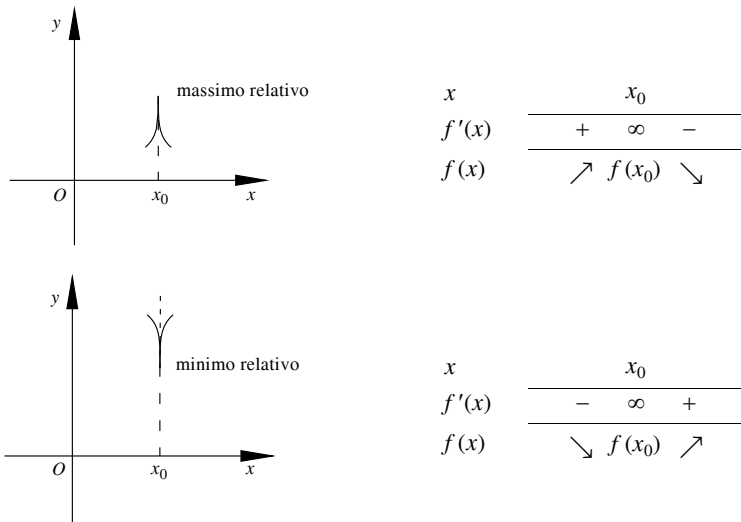 y
massimo relativo
O
x₀
x
x x₀
f'(x) + ∞ −
f(x) ↗ f(x₀) ↘
y
minimo relativo
O
x₀
x
x x₀
f'(x) − ∞ +
f(x) ↘ f(x₀) ↗